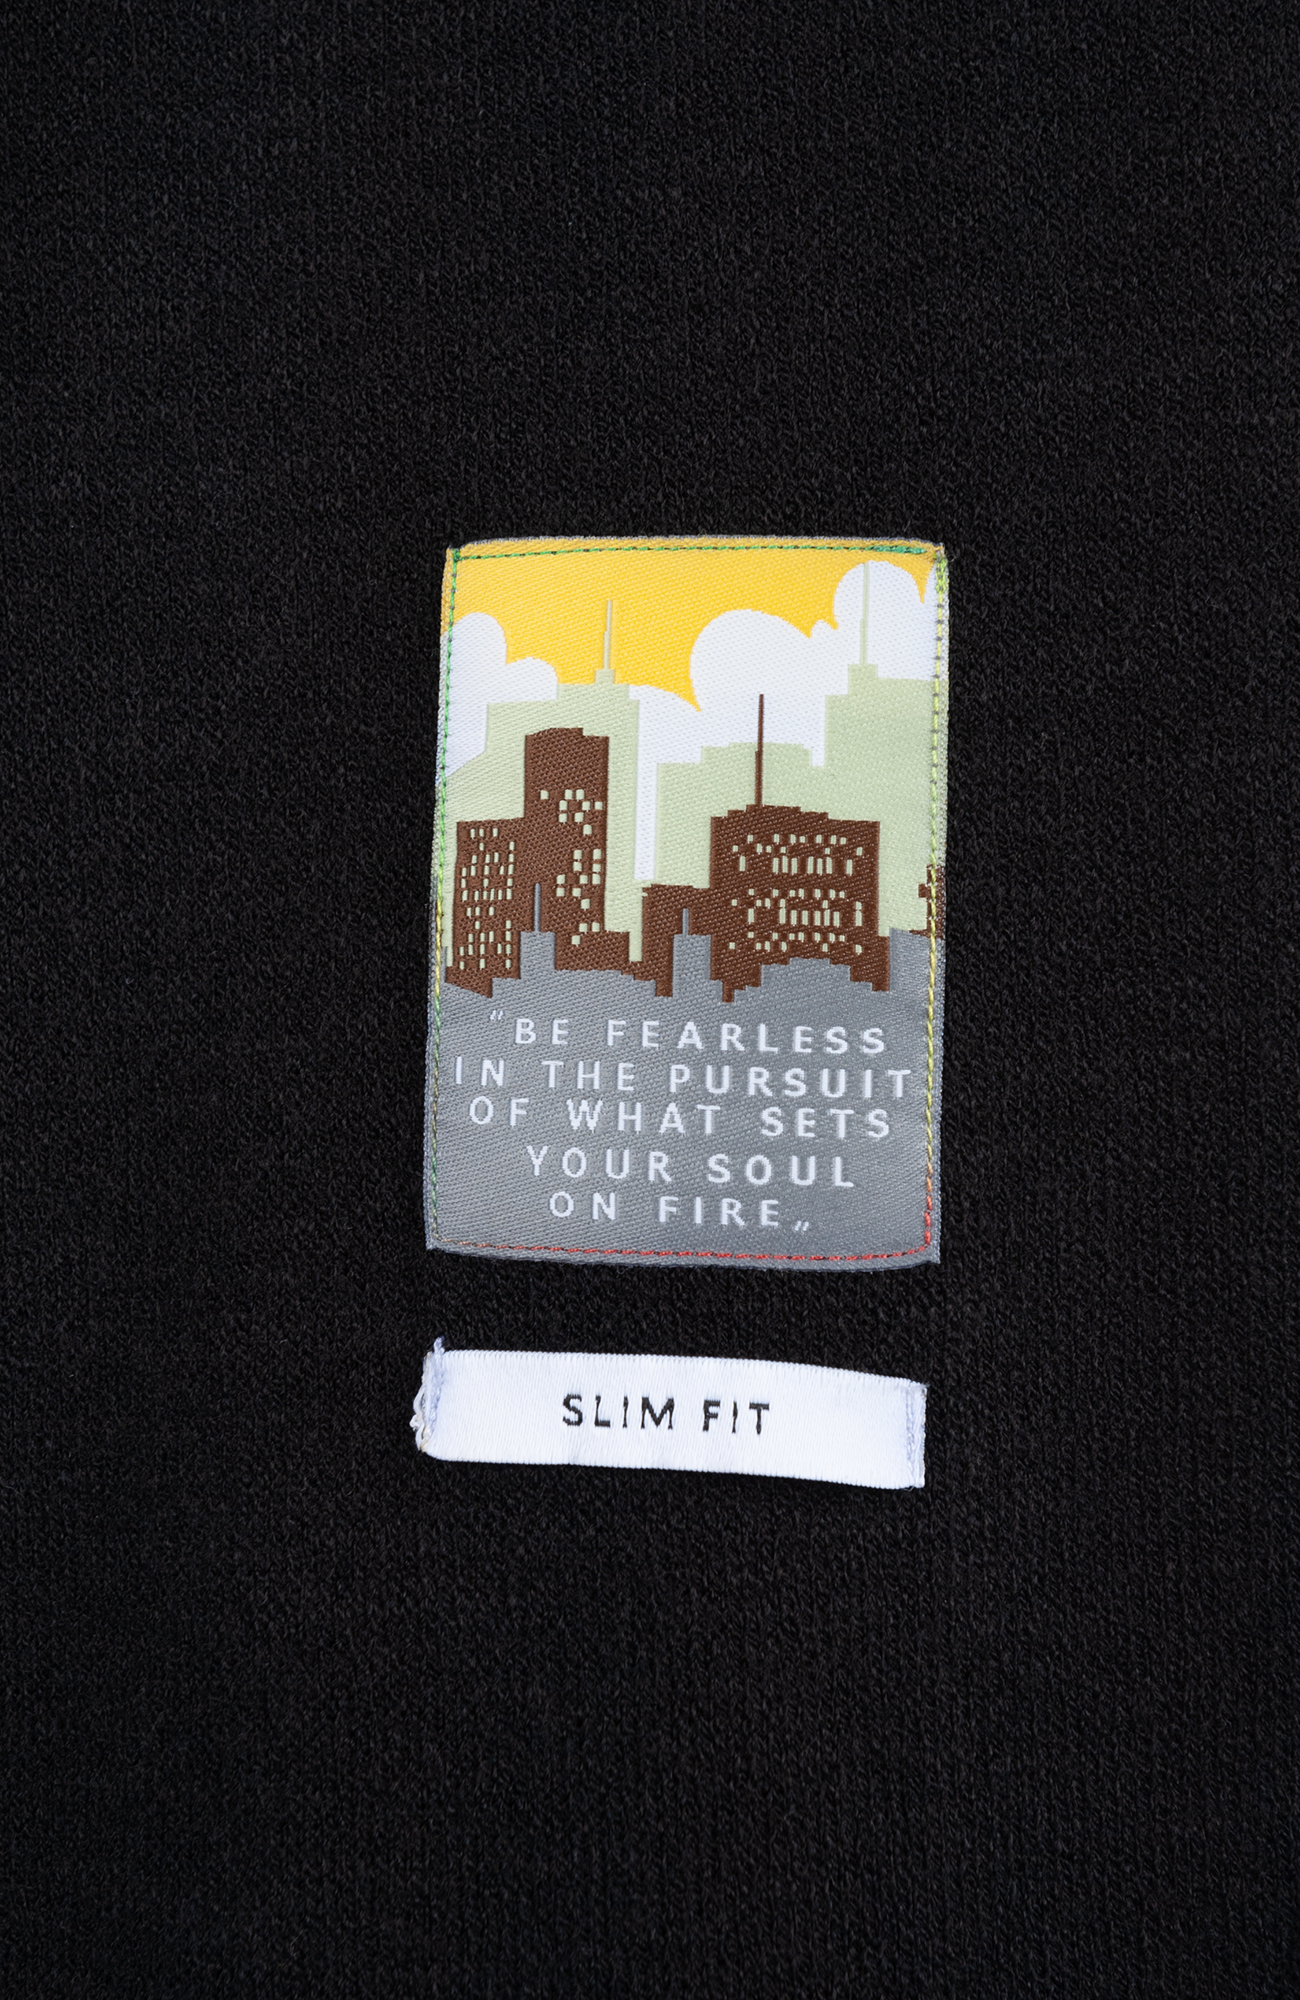 "BE FEARLESS
IN THE PURSUIT
OF WHAT SETS
YOUR SOUL
ON FIRE„
SLIM FIT